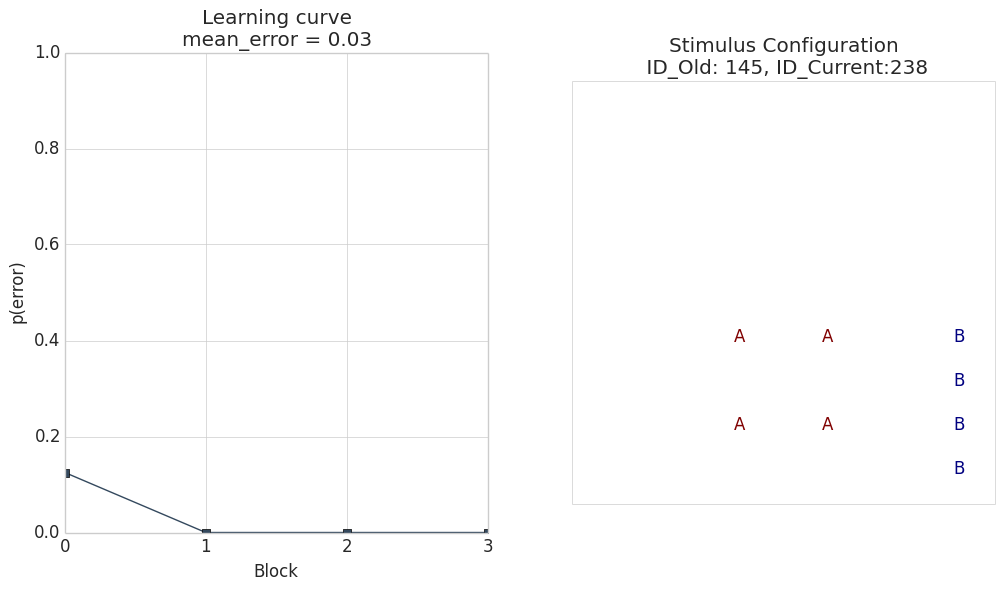 Learning curve
mean_error = 0.03
1.0
0.8
0.6
0.4
0.2
0.0
p(error)
0 1 2 3
Block
Stimulus Configuration
ID_Old: 145, ID_Current:238
A A B
B
A A B
B